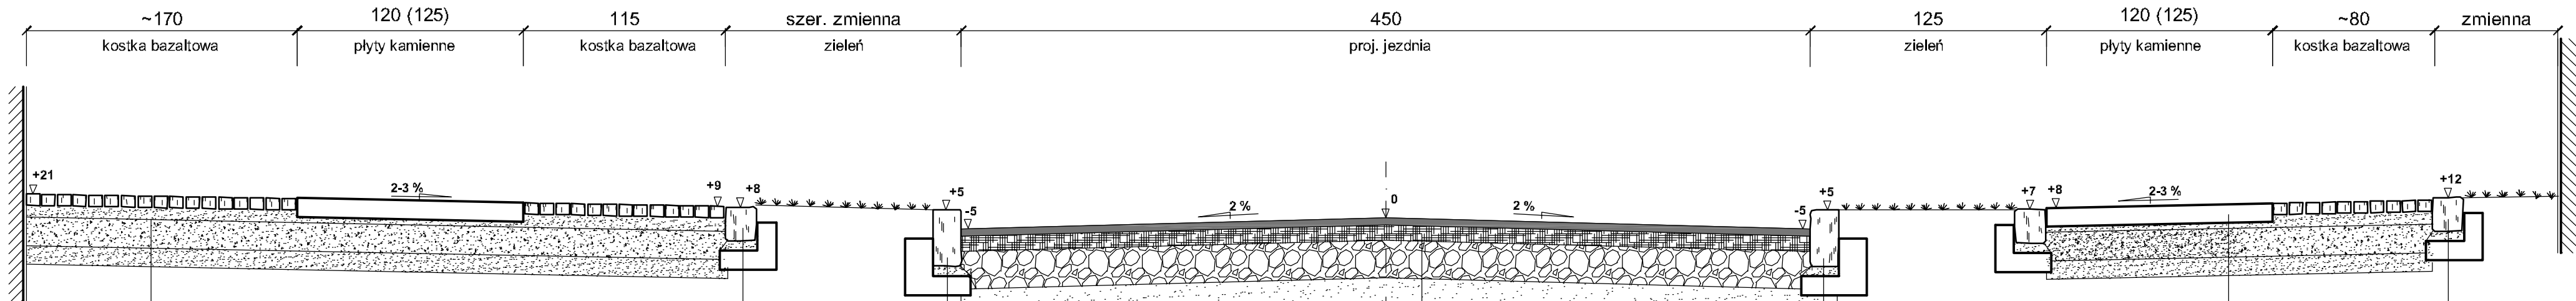 ~170 120 (125) 115 szer. zmienna 450 125 120 (125) ~80 zmienna
kostka bazaltowa płyty kamienne kostka bazaltowa zieleń proj. jezdnia zieleń płyty kamienne kostka bazaltowa
+21 2-3 % +9 +8 +5 -5 2 % 0 2 % -5 +5 +7 +8 2-3 % +12